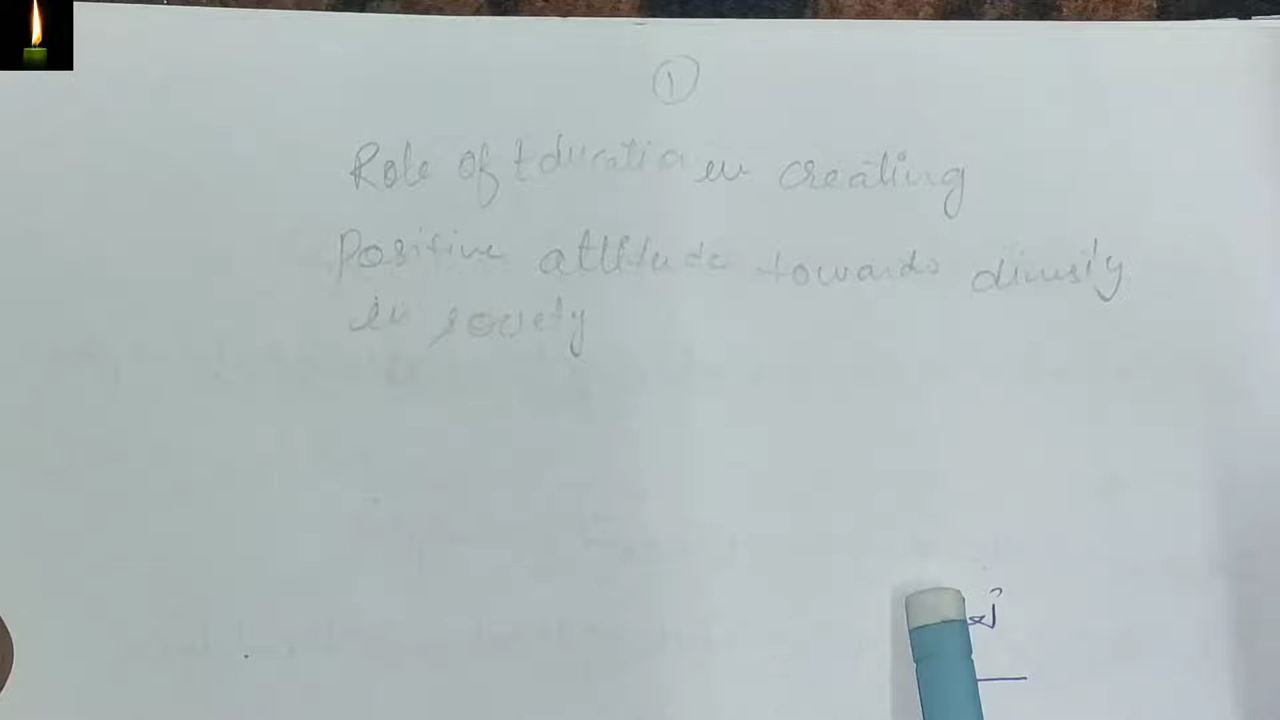 1
Role of Education in creating
Positive attitude towards diversity
in society